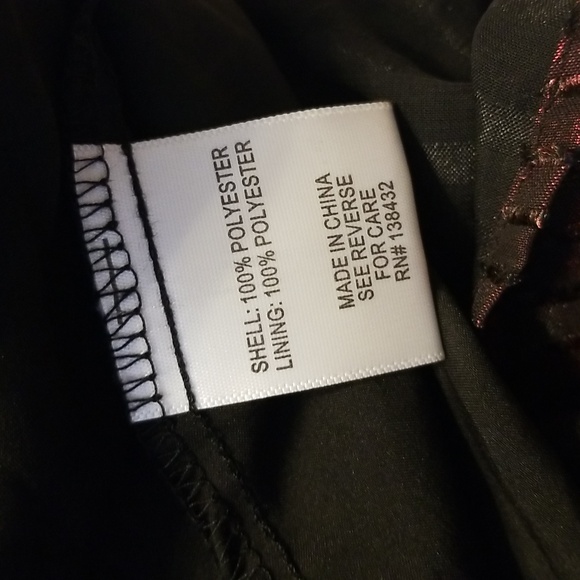 SHELL: 100% POLYESTER
LINING: 100% POLYESTER
MADE IN CHINA
SEE REVERSE
FOR CARE
RN# 138432